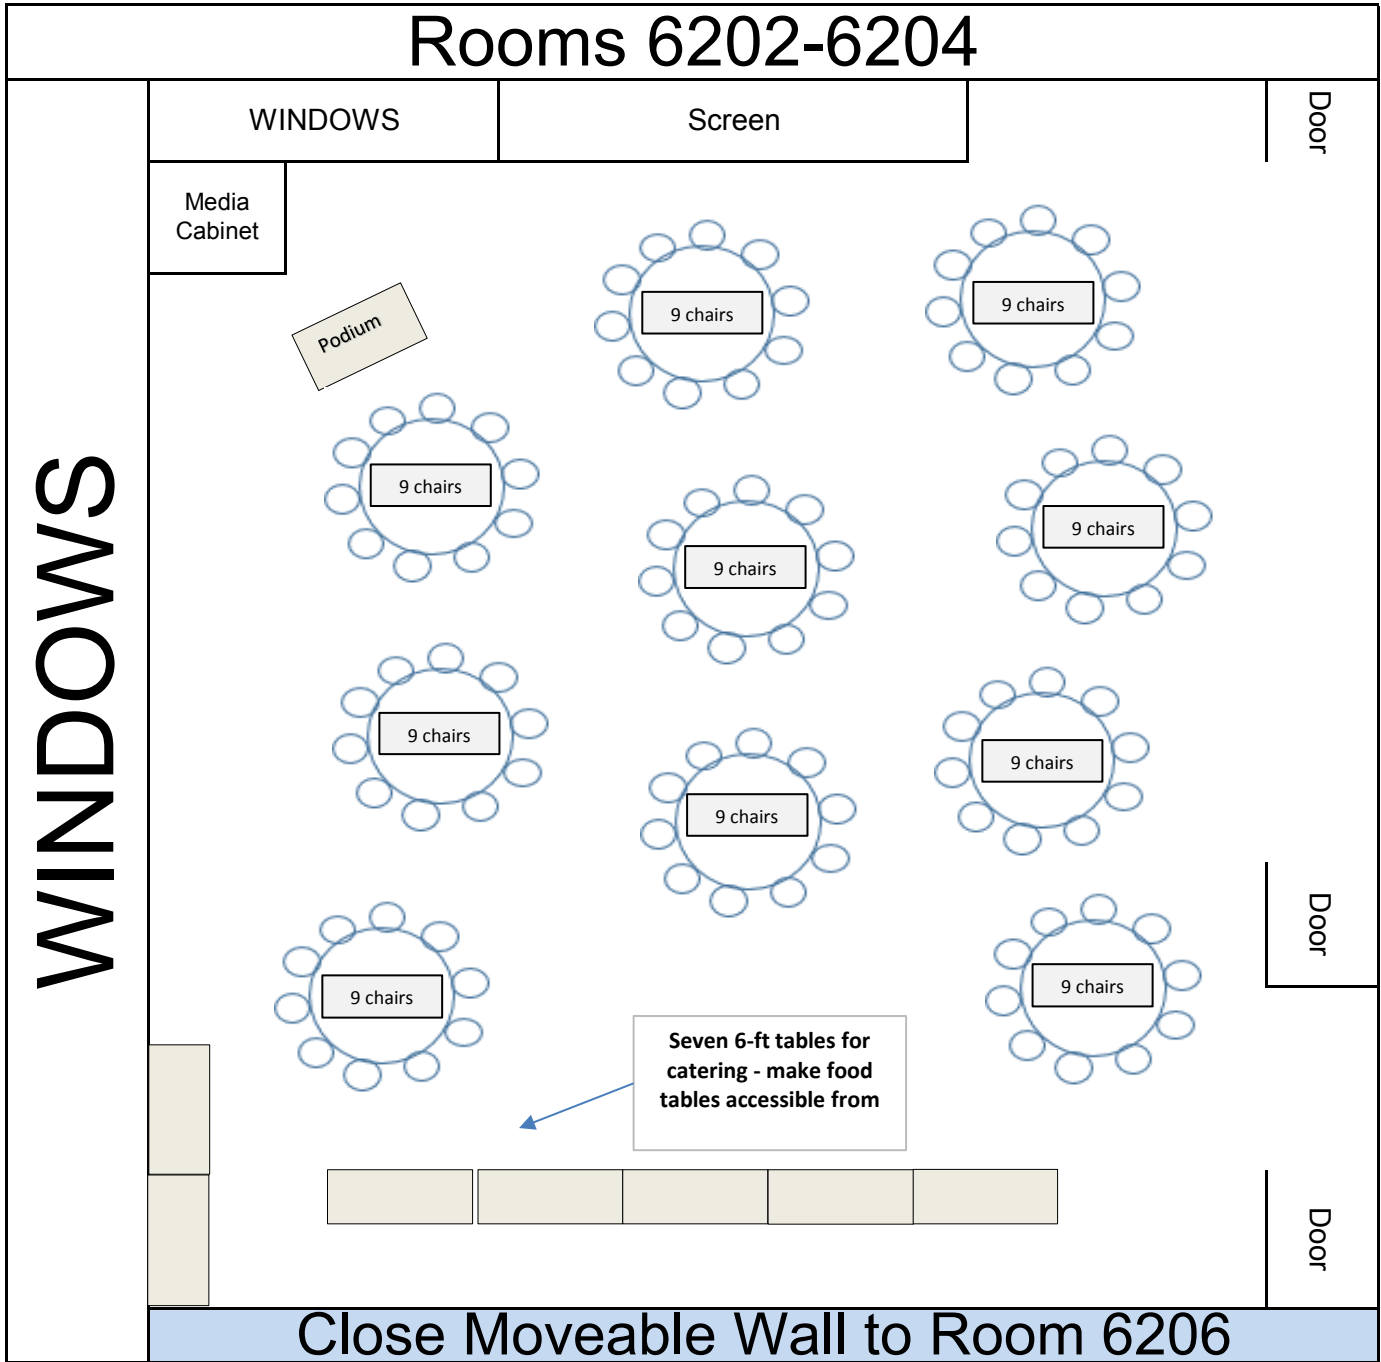 Rooms 6202-6204
WINDOWS
Screen
Door
Media
Cabinet
Podium
9 chairs
9 chairs
9 chairs
9 chairs
9 chairs
WINDOWS
9 chairs
9 chairs
9 chairs
Door
9 chairs
9 chairs
Seven 6-ft tables for
catering - make food
tables accessible from
Door
Close Moveable Wall to Room 6206